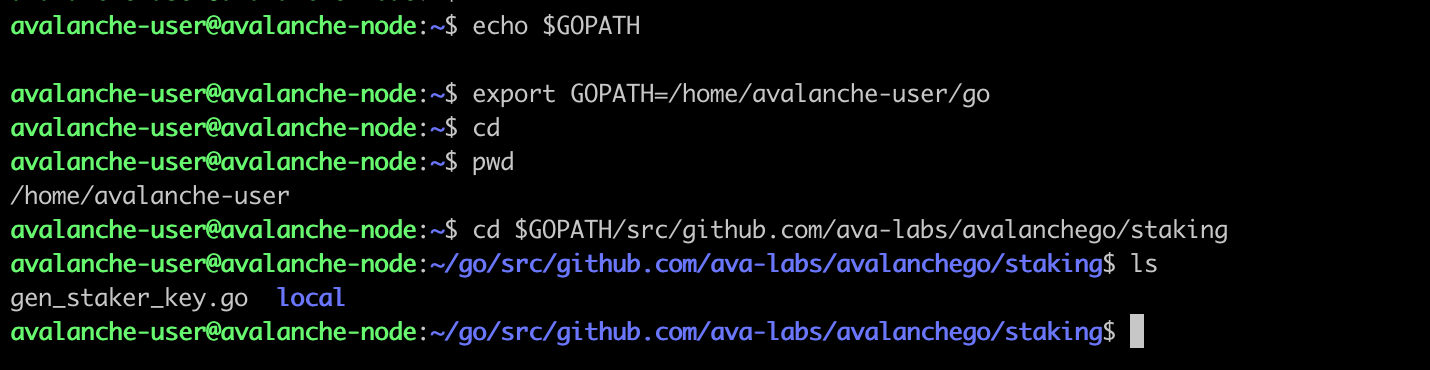 avalanche-user@avalanche-node:~$ echo $GOPATH
avalanche-user@avalanche-node:~$ export GOPATH=/home/avalanche-user/go
avalanche-user@avalanche-node:~$ cd
avalanche-user@avalanche-node:~$ pwd
/home/avalanche-user
avalanche-user@avalanche-node:~$ cd $GOPATH/src/github.com/ava-labs/avalanchego/staking
avalanche-user@avalanche-node:~/go/src/github.com/ava-labs/avalanchego/staking$ ls
gen_staker_key.go  local
avalanche-user@avalanche-node:~/go/src/github.com/ava-labs/avalanchego/staking$